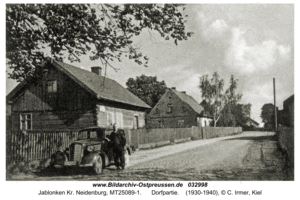 www.Bildarchiv-Ostpreussen.de 032998
Jablonken Kr. Neidenburg, MT25089-1. Dorfpartie. (1930-1940), © C. Irmer, Kiel